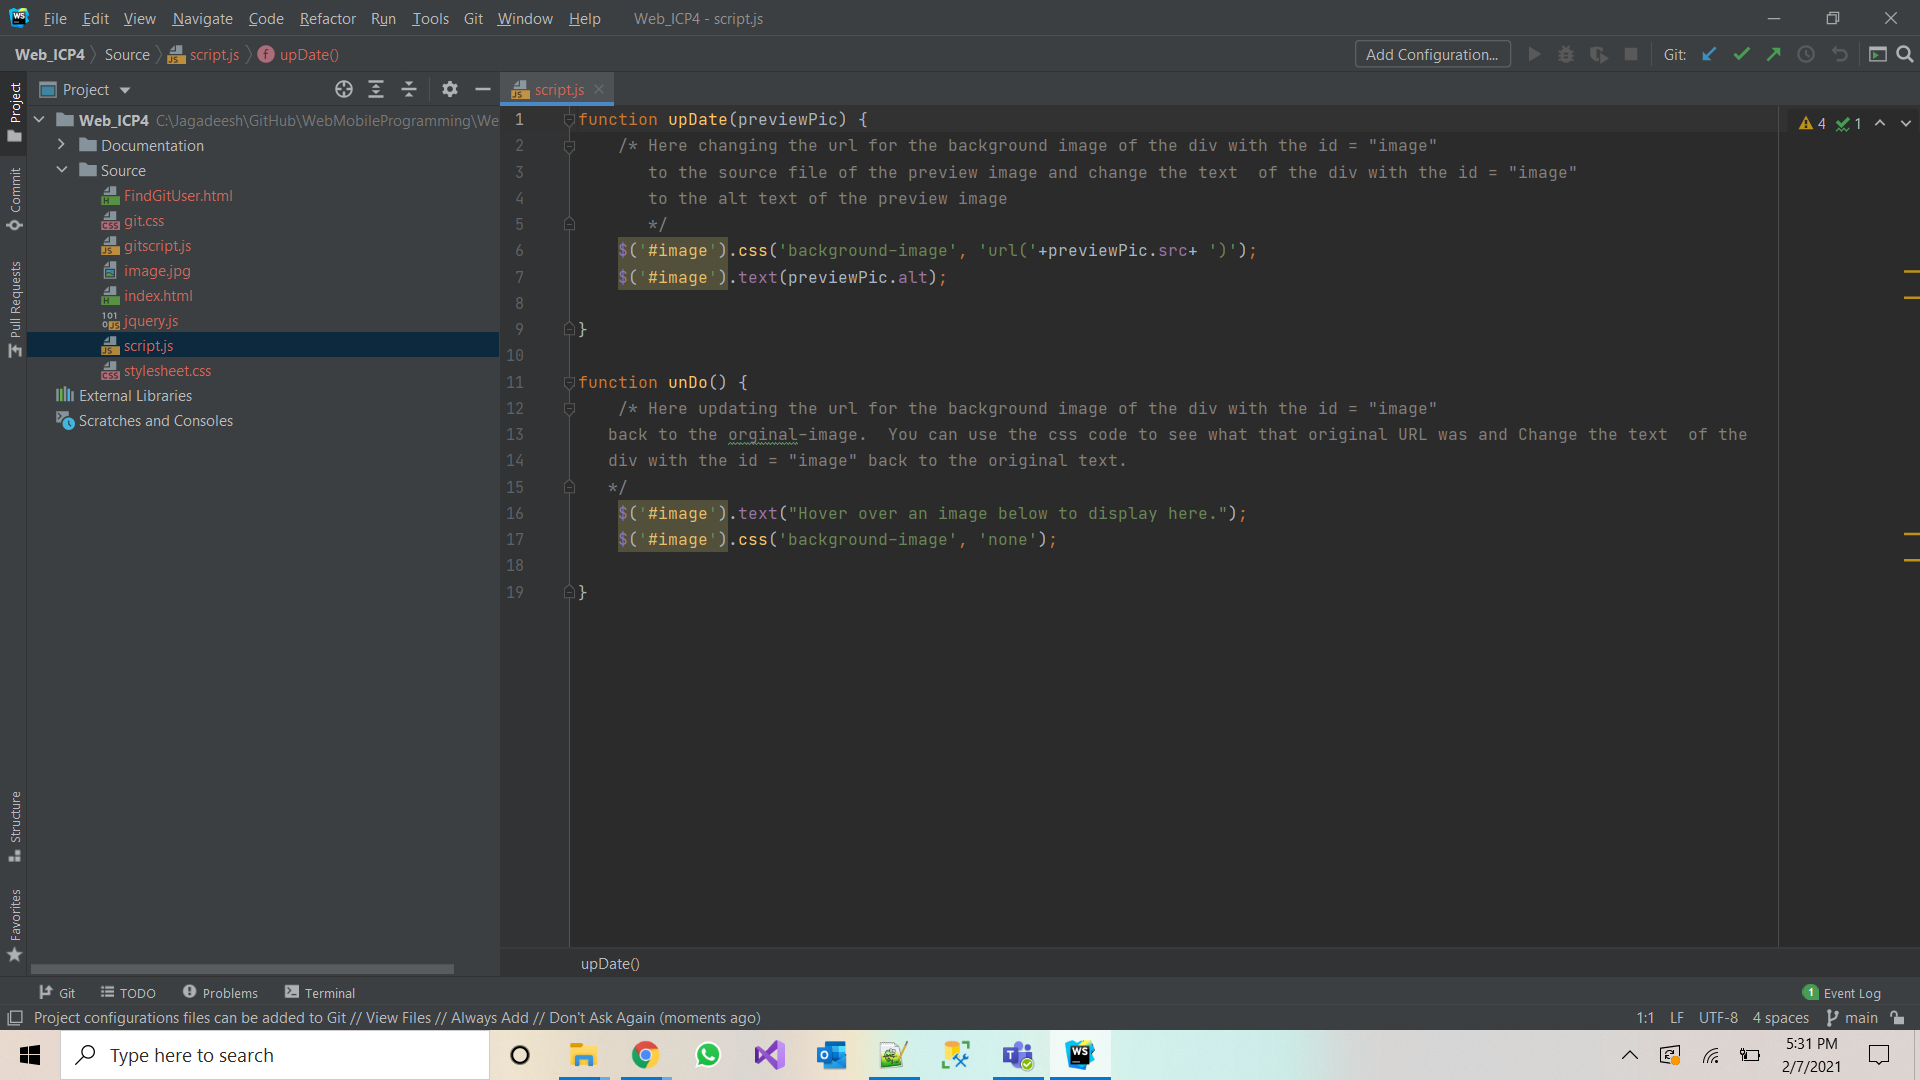 File Edit View Navigate Code Refactor Run Tools Git Window Help Web_ICP4 - script.js
Web_ICP4 Source script.js upDate() Add Configuration... Git:
Project script.js
Web_ICP4 C:\Jagadeesh\GitHub\WebMobileProgramming\We
Documentation
Source
FindGitUser.html
git.css
gitscript.js
image.jpg
index.html
jquery.js
script.js
stylesheet.css
External Libraries
Scratches and Consoles
Project
Commit
Pull Requests
Structure
Favorites
4 1
1 function upDate(previewPic) {
2 /* Here changing the url for the background image of the div with the id = "image"
3 to the source file of the preview image and change the text  of the div with the id = "image"
4 to the alt text of the preview image
5 */
6 $('#image').css('background-image', 'url('+previewPic.src+ ')');
7 $('#image').text(previewPic.alt);
8
9 }
10
11 function unDo() {
12 /* Here updating the url for the background image of the div with the id = "image"
13 back to the orginal-image.  You can use the css code to see what that original URL was and Change the text  of the
14 div with the id = "image" back to the original text.
15 */
16 $('#image').text("Hover over an image below to display here.");
17 $('#image').css('background-image', 'none');
18
19 }
upDate()
Git TODO Problems Terminal 1 Event Log
Project configurations files can be added to Git // View Files // Always Add // Don't Ask Again (moments ago) 1:1 LF UTF-8 4 spaces main
Type here to search
5:31 PM
2/7/2021